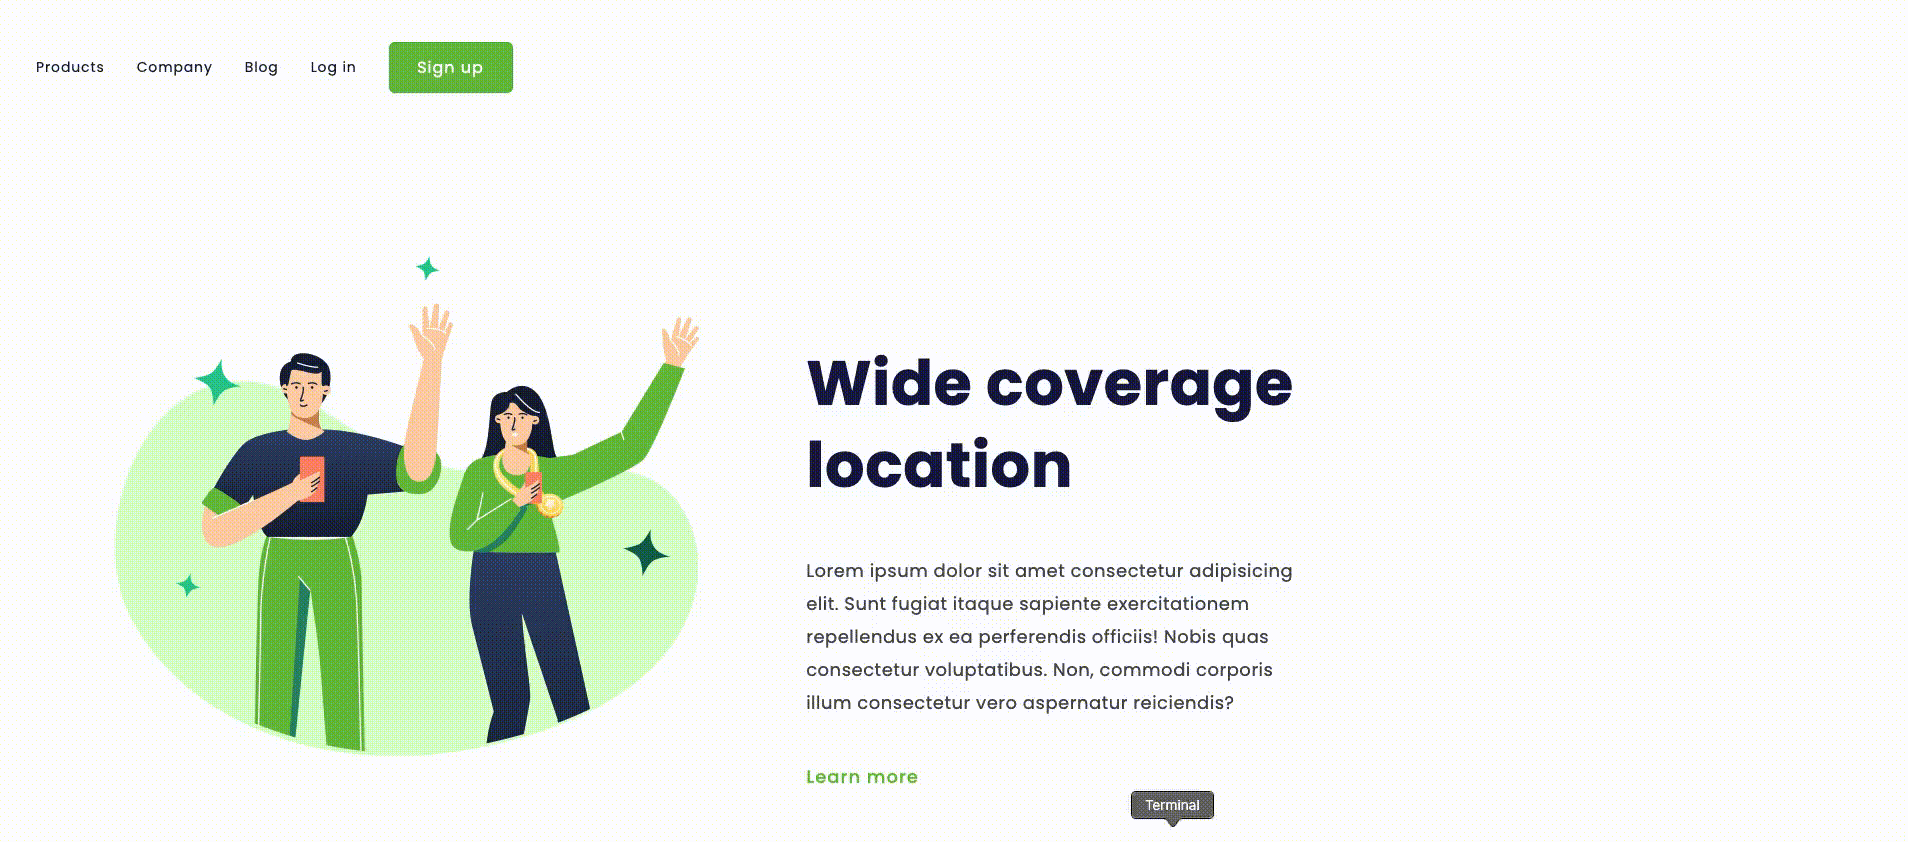 Products Company Blog Log in Sign up
Wide coverage
location
Lorem ipsum dolor sit amet consectetur adipisicing
elit. Sunt fugiat itaque sapiente exercitationem
repellendus ex ea perferendis officiis! Nobis quas
consectetur voluptatibus. Non, commodi corporis
illum consectetur vero aspernatur reiciendis?
Learn more
Terminal